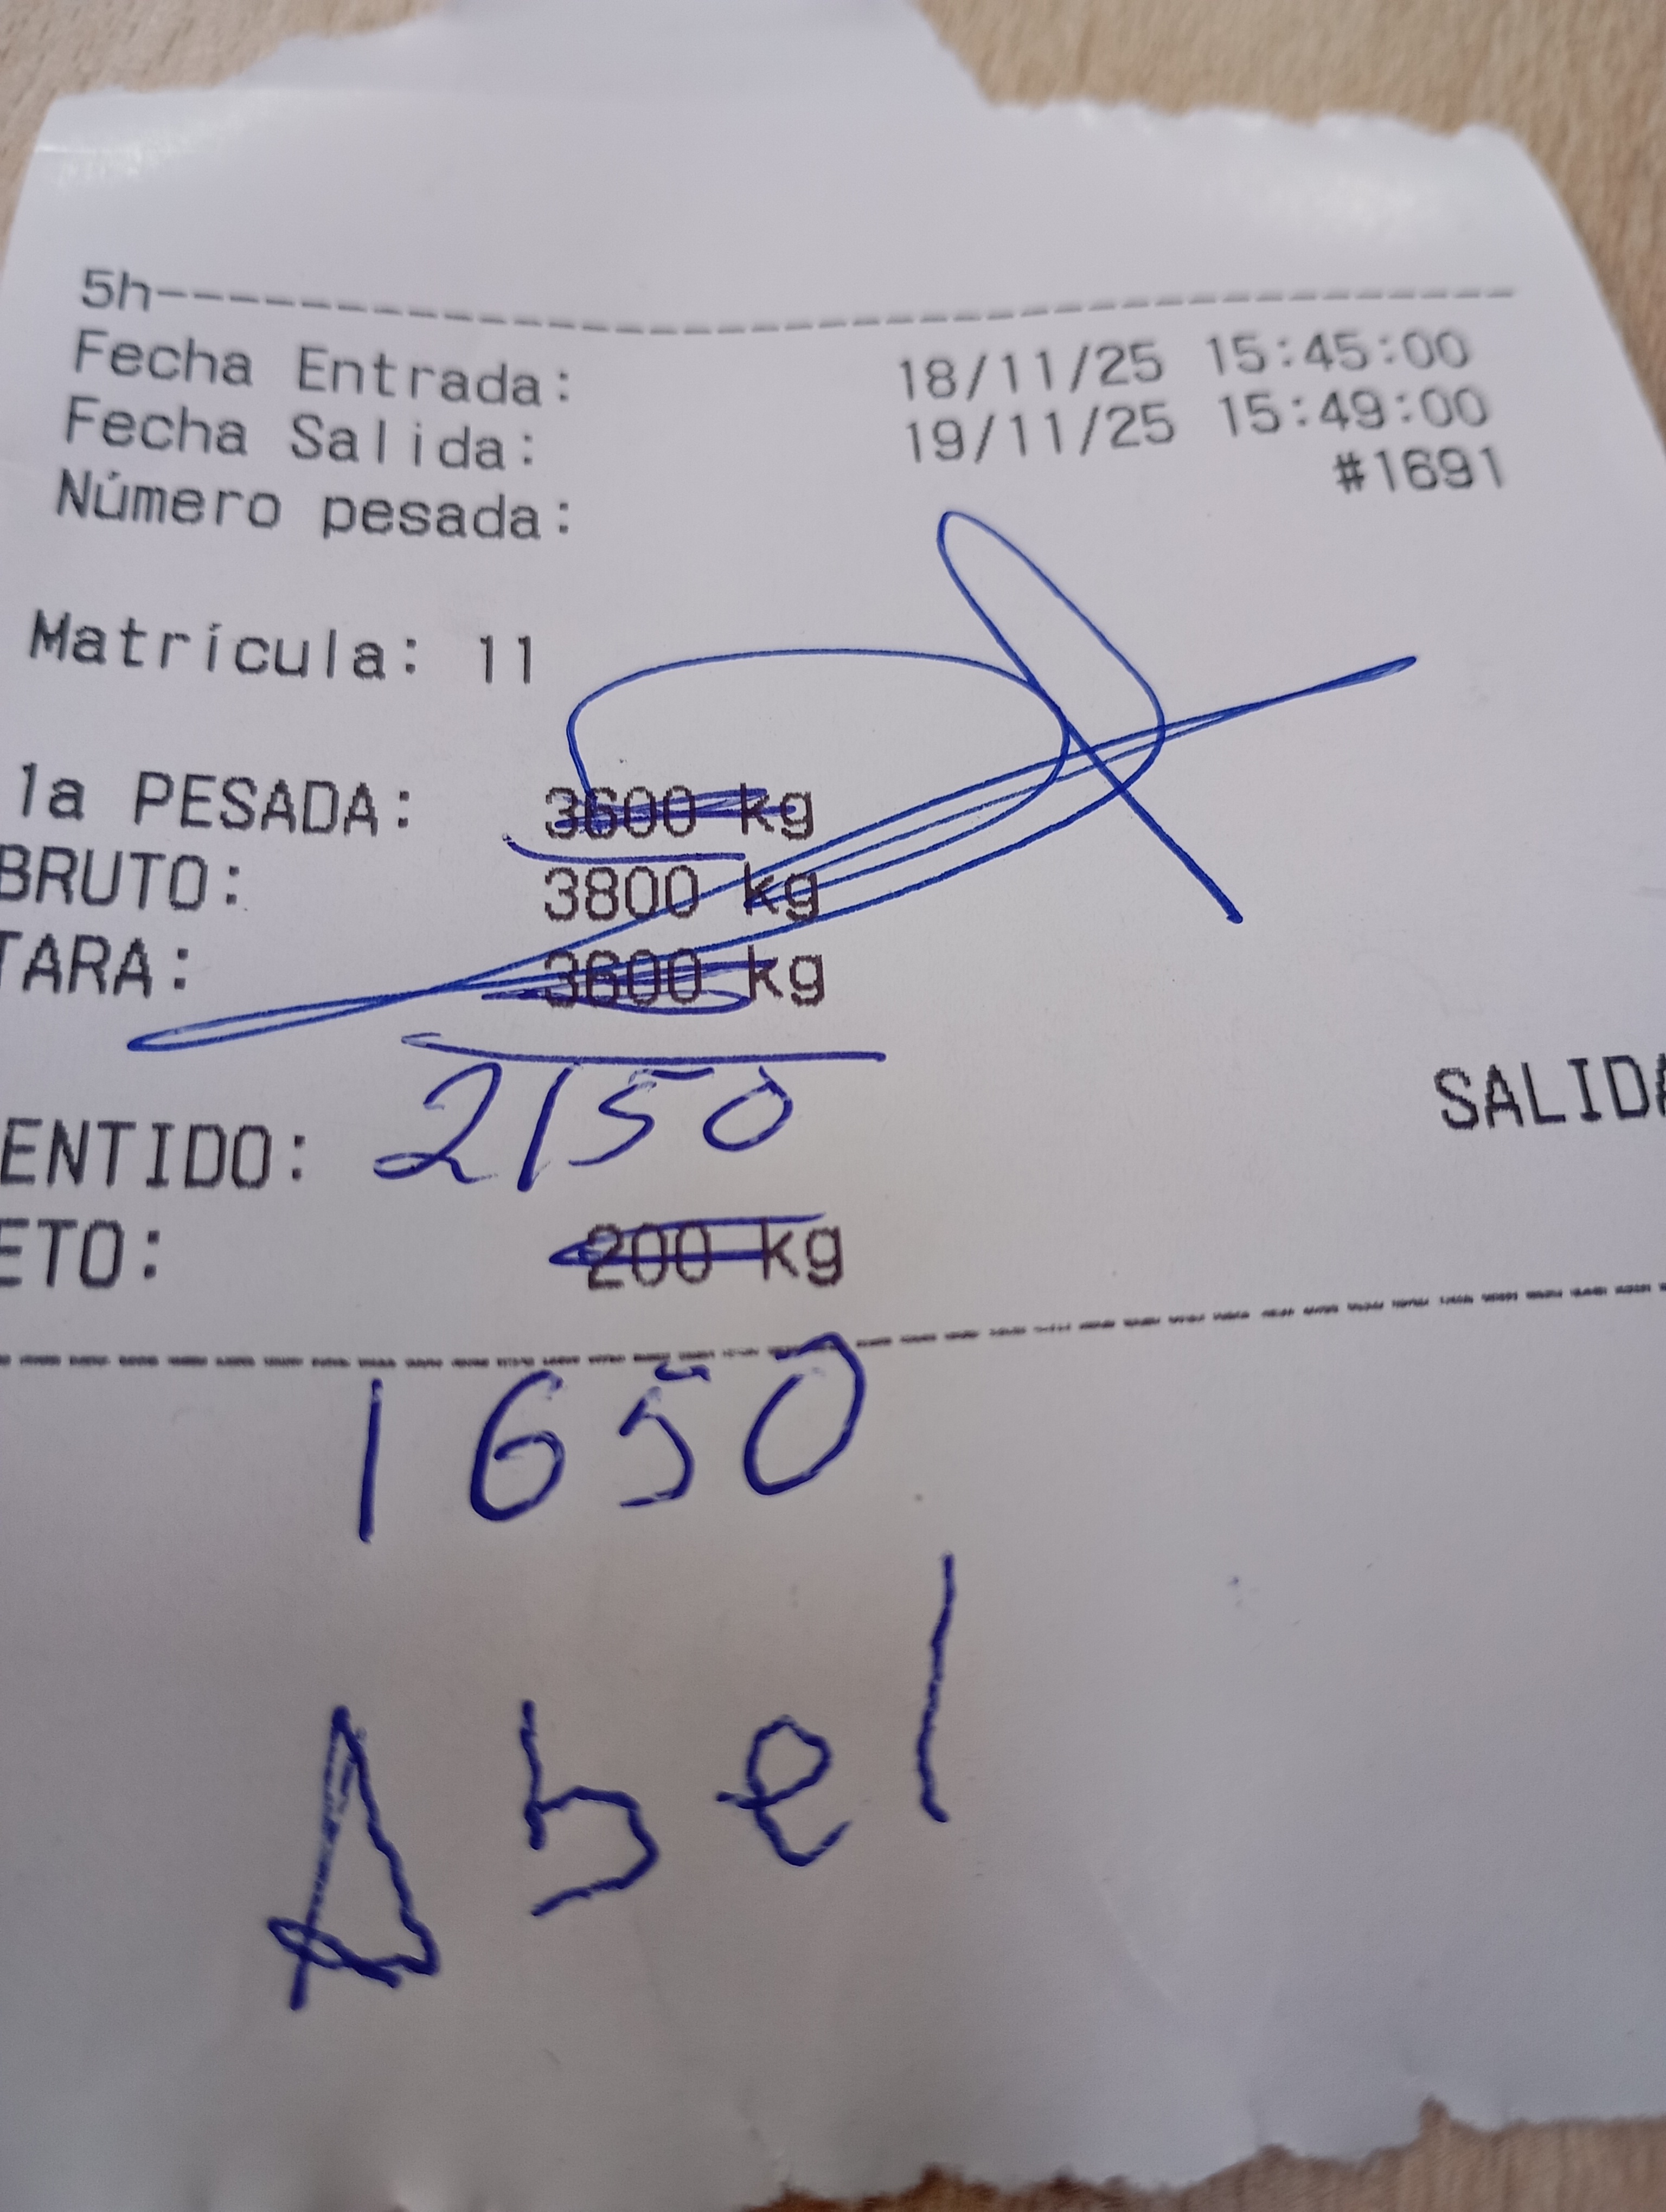 5h
Fecha Entrada: 18/11/25 15:45:00
Fecha Salida: 19/11/25 15:49:00
Número pesada: #1691
Matrícula: 11
1a PESADA: 3600 kg
BRUTO: 3800 kg
TARA: 3600 kg
2150
ENTIDO: SALIDA
ETO: 200 kg
1650
Abel